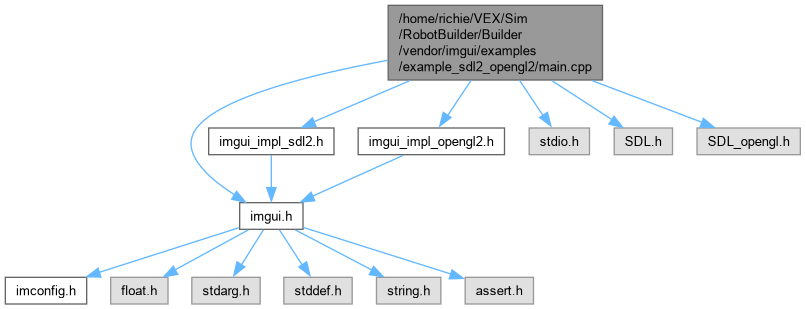 /home/richie/VEX/Sim
/RobotBuilder/Builder
/vendor/imgui/examples
/example_sdl2_opengl2/main.cpp
imgui_impl_sdl2.h
imgui_impl_opengl2.h
stdio.h
SDL.h
SDL_opengl.h
imgui.h
imconfig.h
float.h
stdarg.h
stddef.h
string.h
assert.h